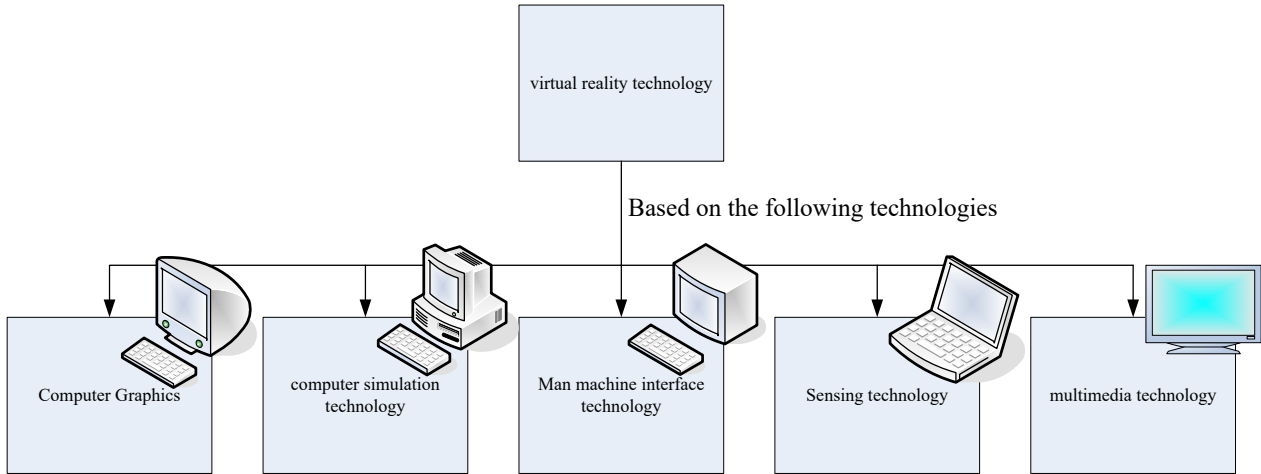 virtual reality technology
Based on the following technologies
Computer Graphics
computer simulation
technology
Man machine interface
technology
Sensing technology
multimedia technology